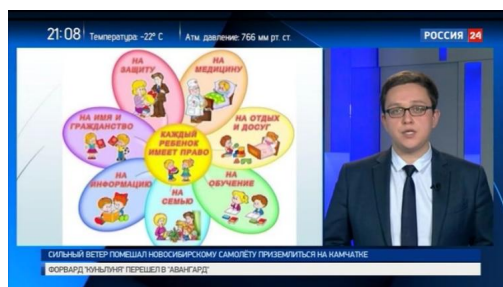 21:08 Температура: -22° С Атм. давление: 766 мм рт. ст.
РОССИЯ 24
НА
ЗАЩИТУ
НА
МЕДИЦИНУ
НА ИМЯ И
ГРАЖДАНСТВО
КАЖДЫЙ
РЕБЕНОК
ИМЕЕТ ПРАВО
НА ОТДЫХ
И ДОСУГ
НА
ИНФОРМАЦИЮ
НА
СЕМЬЮ
НА
ОБУЧЕНИЕ
СИЛЬНЫЙ ВЕТЕР ПОМЕШАЛ НОВОСИБИРСКОМУ САМОЛЁТУ ПРИЗЕМЛИТЬСЯ НА КАМЧАТКЕ
ФОРВАРД "КУНЬЛУНЯ" ПЕРЕШЕЛ В "АВАНГАРД"